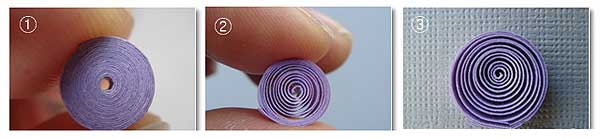 ① ② ③